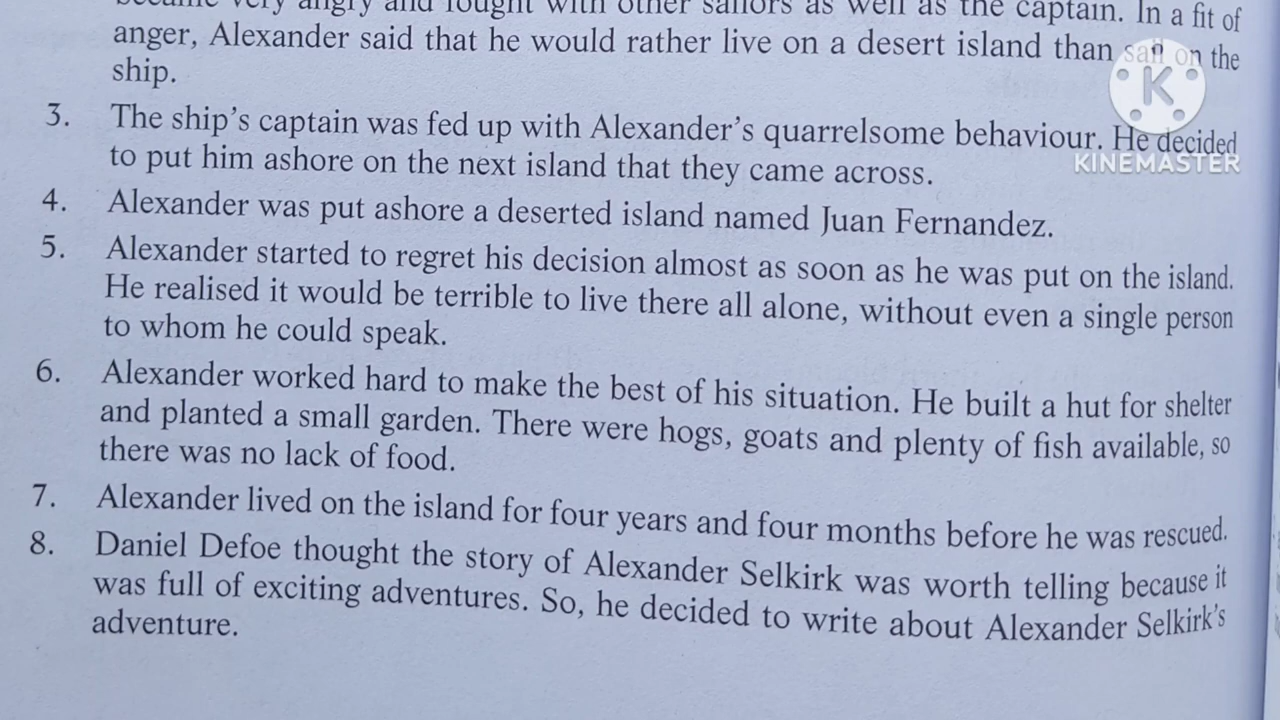 became very angry and fought with other sailors as well as the captain. In a fit of
anger, Alexander said that he would rather live on a desert island than sail on the
ship.
3. The ship's captain was fed up with Alexander's quarrelsome behaviour. He decided
to put him ashore on the next island that they came across.
4. Alexander was put ashore a deserted island named Juan Fernandez.
5. Alexander started to regret his decision almost as soon as he was put on the island.
He realised it would be terrible to live there all alone, without even a single person
to whom he could speak.
6. Alexander worked hard to make the best of his situation. He built a hut for shelter
and planted a small garden. There were hogs, goats and plenty of fish available, so
there was no lack of food.
7. Alexander lived on the island for four years and four months before he was rescued.
8. Daniel Defoe thought the story of Alexander Selkirk was worth telling because it
was full of exciting adventures. So, he decided to write about Alexander Selkirk's
adventure.
K
KINEMASTER